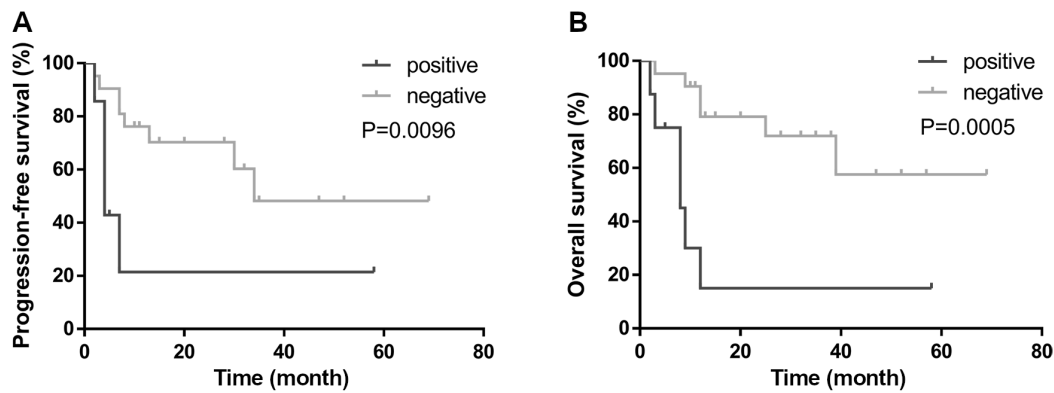 A
Progression-free survival (%)
100
80
60
40
20
0
0 20 40 60 80
Time (month)
positive
negative
P=0.0096
B
Overall survival (%)
100
80
60
40
20
0
0 20 40 60 80
Time (month)
positive
negative
P=0.0005